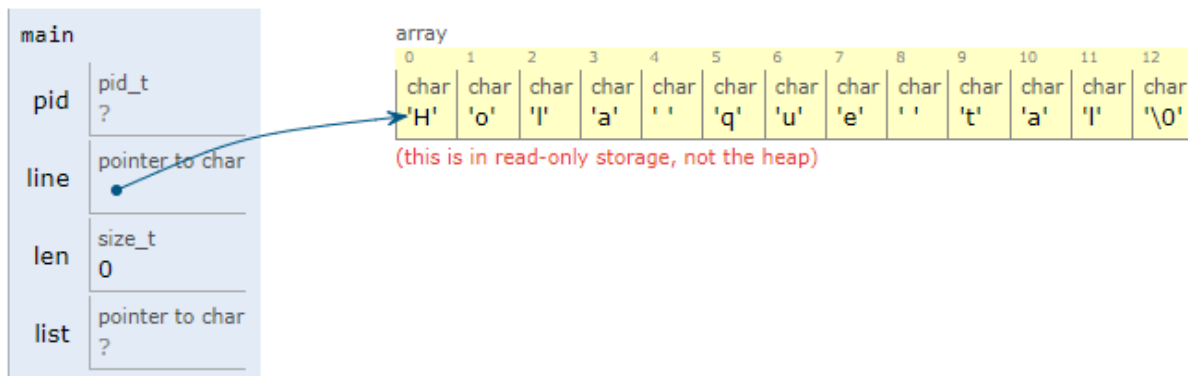 main
pid pid_t ?
line pointer to char
len size_t 0
list pointer to char ?
array
0 1 2 3 4 5 6 7 8 9 10 11 12
char char char char char char char char char char char char char
'H' 'o' 'l' 'a' ' ' 'q' 'u' 'e' ' ' 't' 'a' 'l' '\0'
(this is in read-only storage, not the heap)